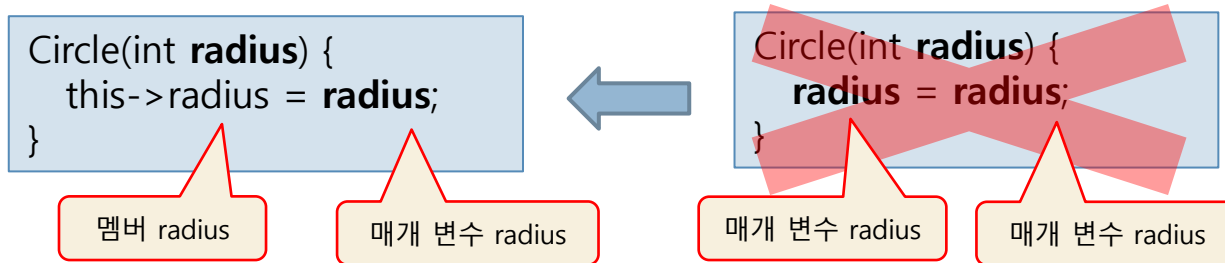 Circle(int radius) {
this->radius = radius;
}
멤버 radius
매개 변수 radius
Circle(int radius) {
radius = radius;
}
매개 변수 radius
매개 변수 radius